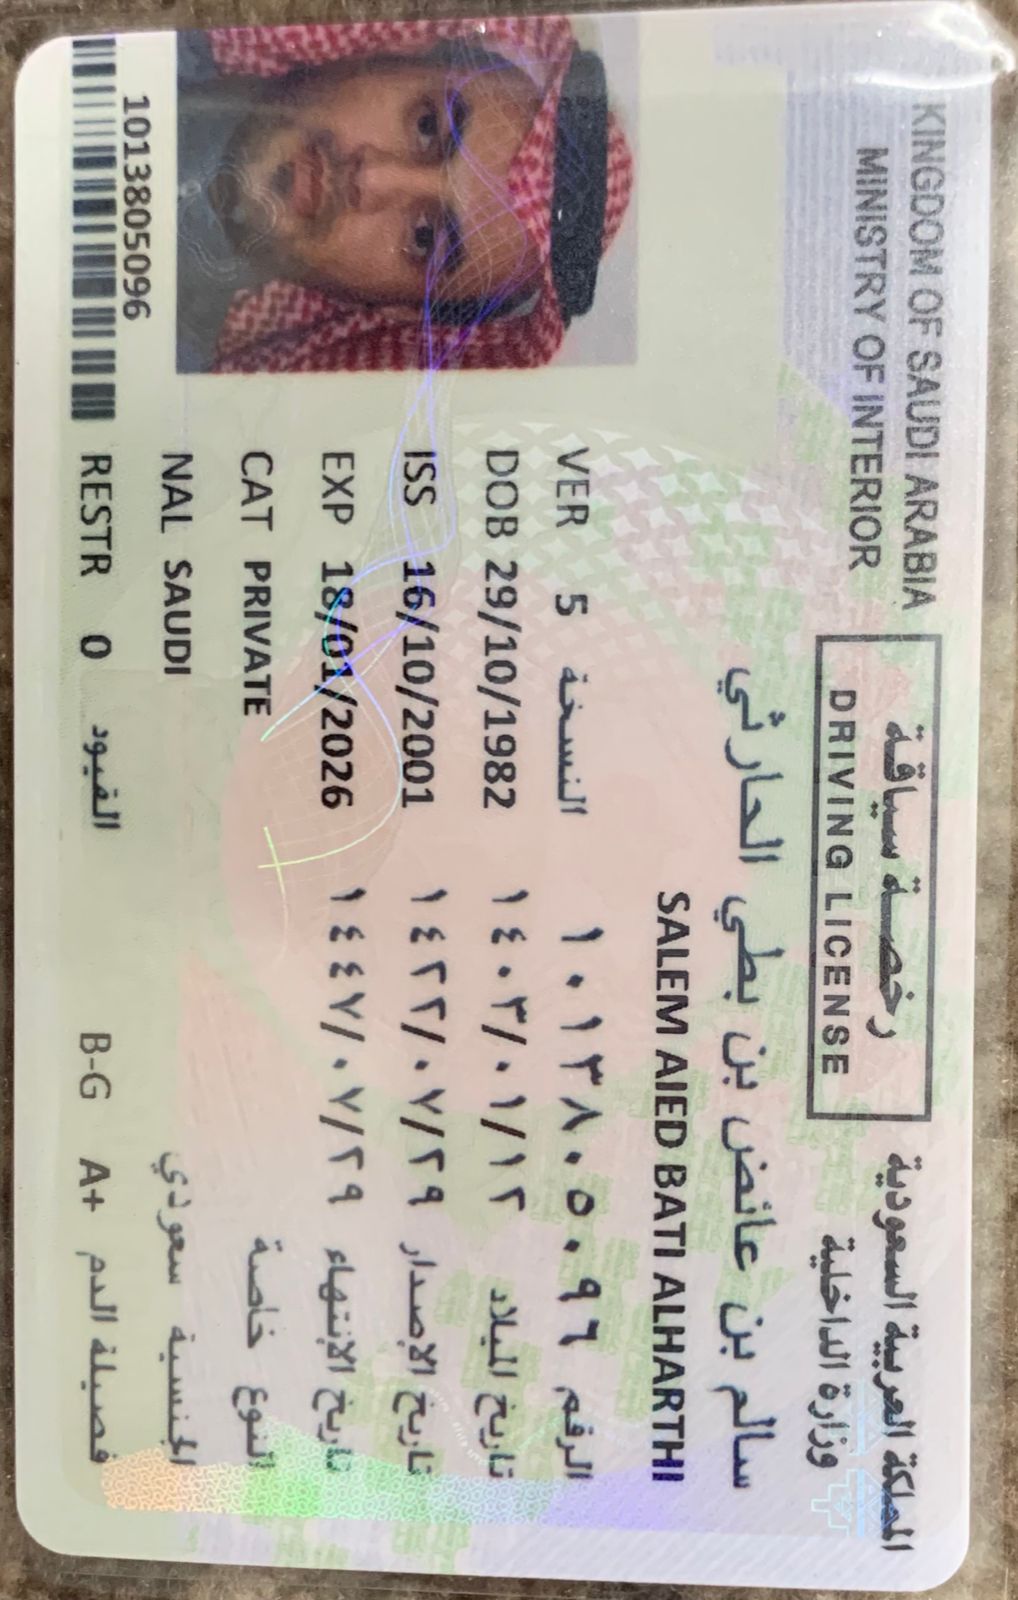 KINGDOM OF SAUDI ARABIA
MINISTRY OF INTERIOR
رخصة سياقة
DRIVING LICENSE
المملكة العربية السعودية
وزارة الداخلية
سالم بن عائض بن بطي الحارثي
SALEM AIED BATI ALHARTHI
VER 5 النسخة ١٠١٣٨٠٥٠٩٦ الرقم
DOB 29/10/1982 ١٤٠٣/٠١/١٢ تاريخ الميلاد
ISS 16/10/2001 ١٤٢٢/٠٧/٢٩ تاريخ الإصدار
EXP 18/01/2026 ١٤٤٧/٠٧/٢٩ تاريخ الإنتهاء
CAT PRIVATE النوع خاصة
NAL SAUDI الجنسية سعودي
RESTR 0 القيود B-G A+ فصيلة الدم
1013805096